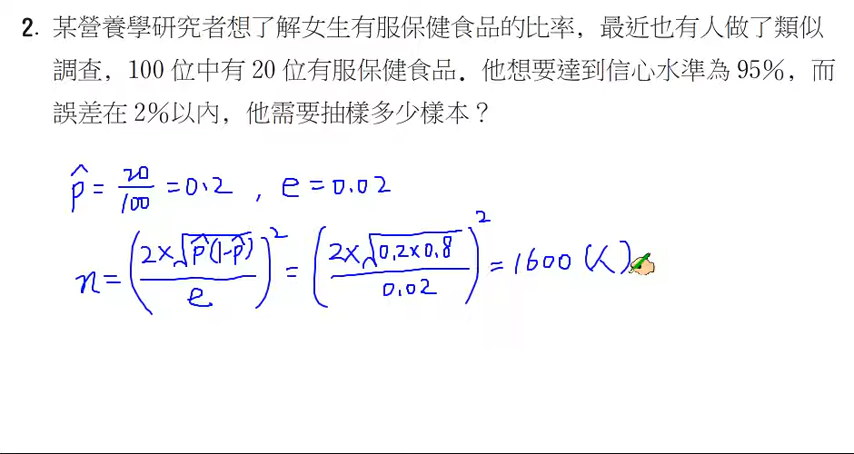 2. 某營養學研究者想了解女生有服保健食品的比率，最近也有人做了類似
調查，100 位中有 20 位有服保健食品．他想要達到信心水準為 95%，而
誤差在 2%以內，他需要抽樣多少樣本？
p̂ = 20/100 = 0.2 , e = 0.02
n = (2×√(p̂(1-p̂))/e)² = (2×√(0.2×0.8)/0.02)² = 1600 (人)